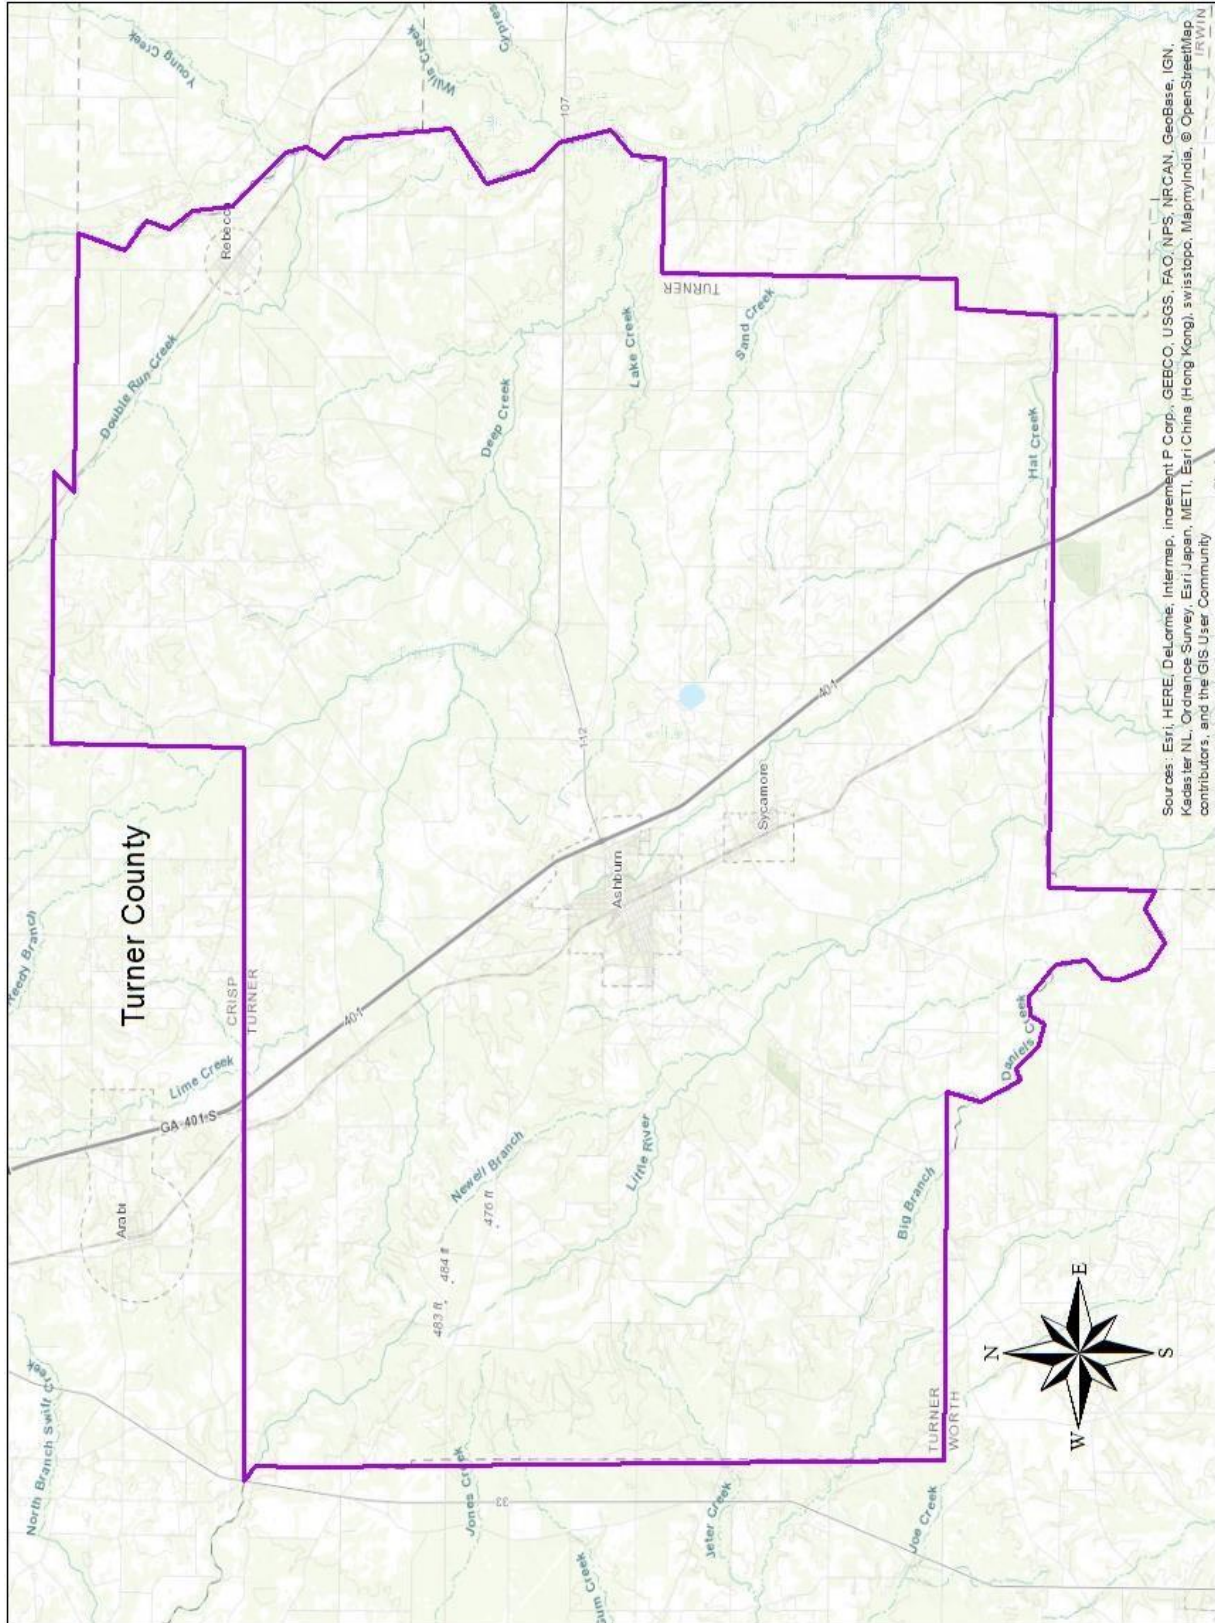 Turner County
Young Creek
Willis Creek
107
IRWIN
Reedy Branch
CRISP
TURNER
Lime Creek
GA 401-S
Arabi
North Branch Swift Creek
Double Run Creek
Rebecca
Deep Creek
Lake Creek
TURNER
Sand Creek
Hat Creek
112
401
Ashburn
Sycamore
401
Newell Branch
476 ft
484 ft
483 ft
Little River
Daniels Creek
Big Branch
TURNER
WORTH
Jones Creek
33
Jeter Creek
Joe Creek
Gum Creek
N
E
S
W
Sources: Esri, HERE, DeLorme, Intermap, increment P Corp., GEBCO, USGS, FAO, NPS, NRCAN, GeoBase, IGN,
Kadaster NL, Ordnance Survey, Esri Japan, METI, Esri China (Hong Kong), swisstopo, MapmyIndia, © OpenStreetMap
contributors, and the GIS User Community